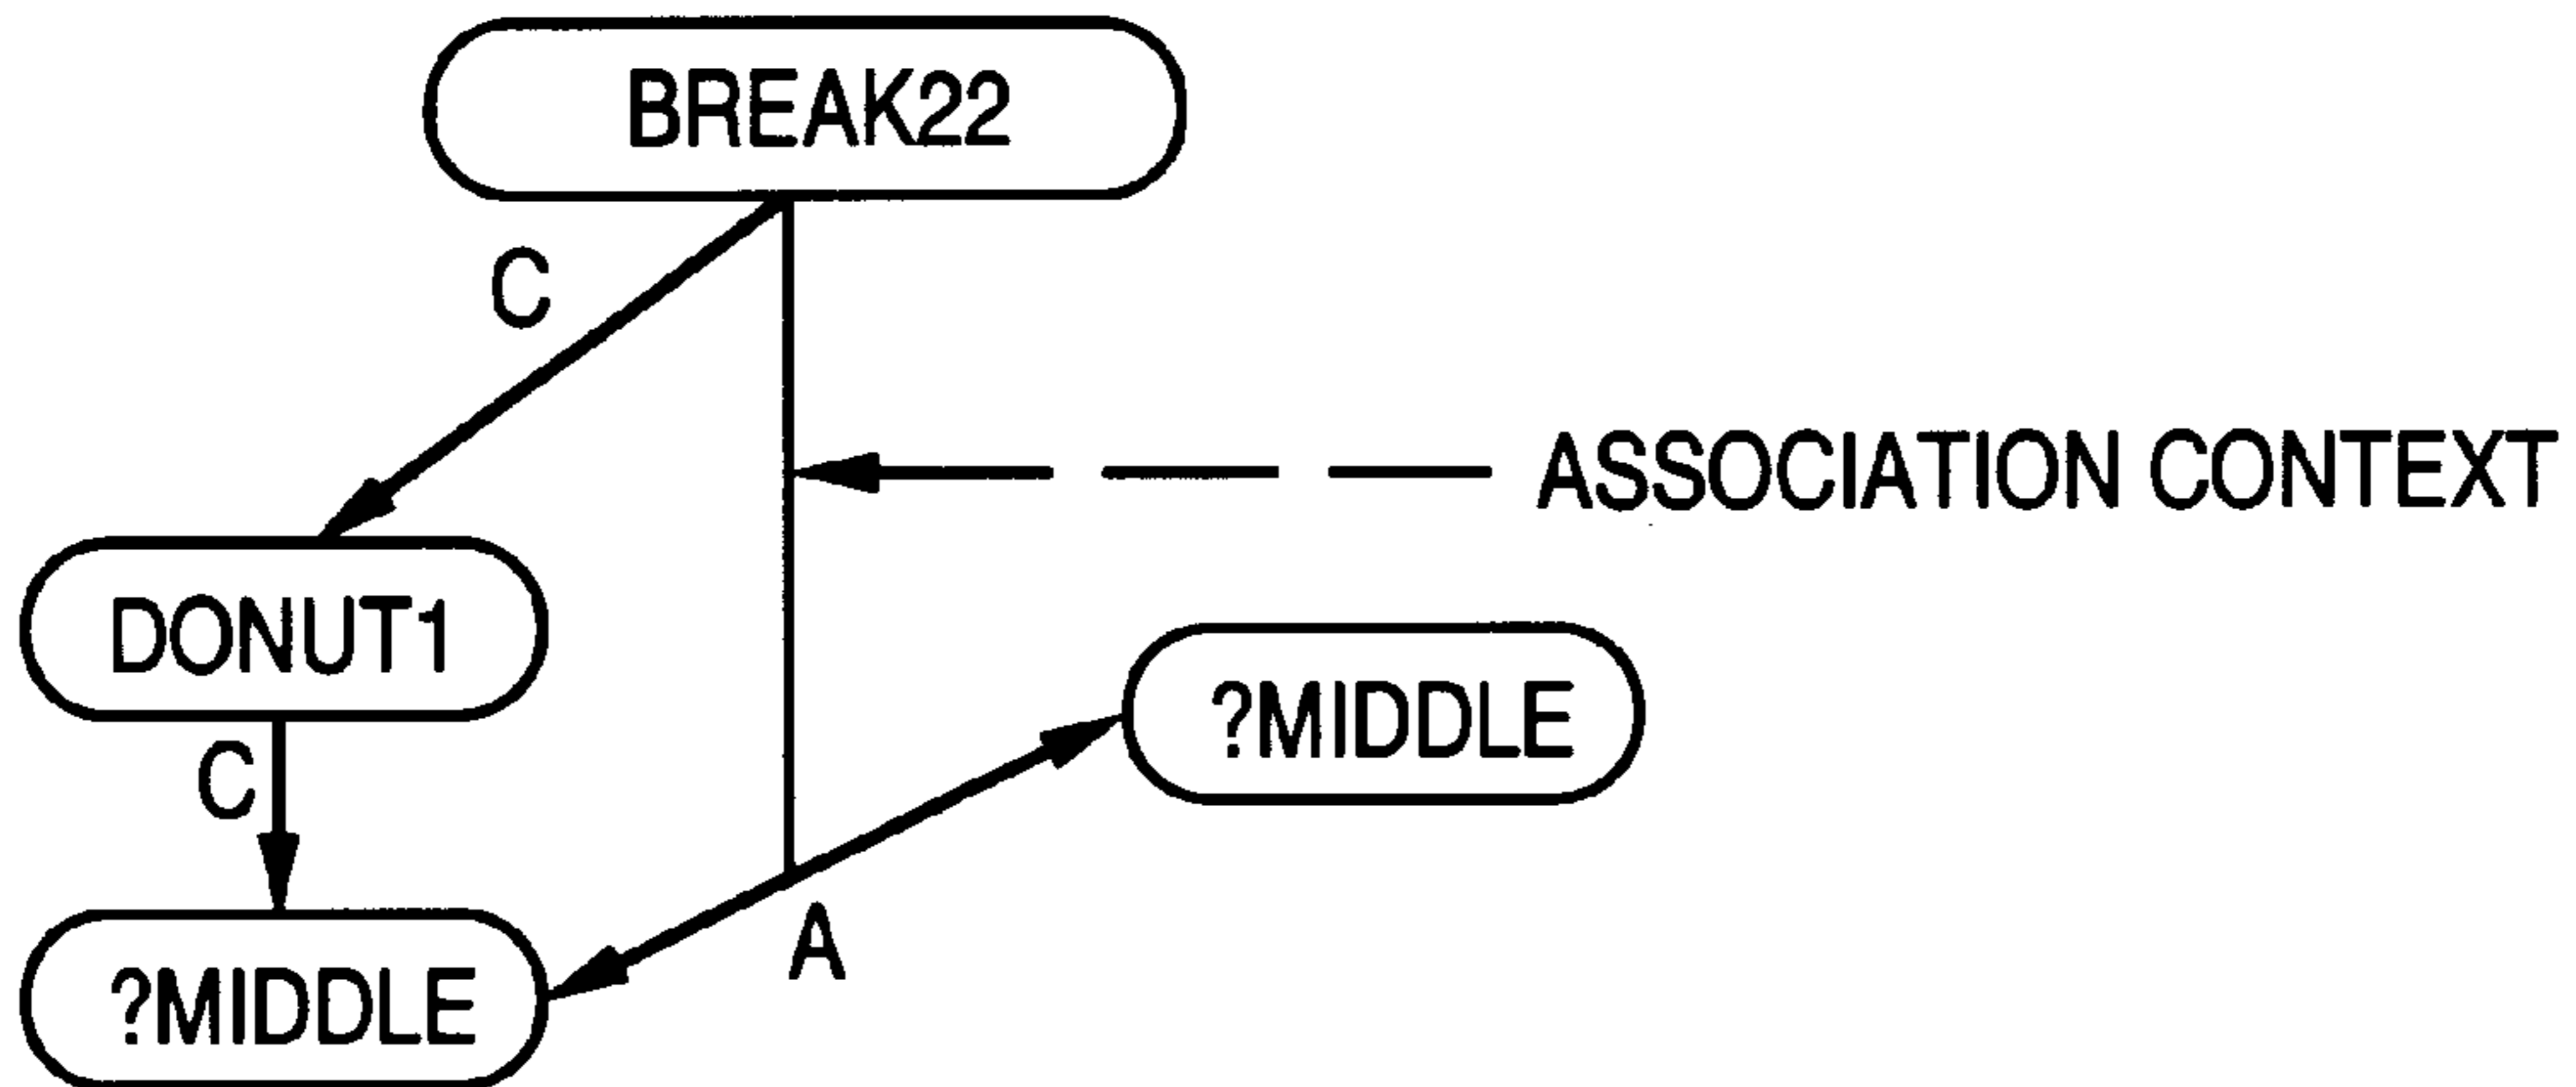 BREAK22
C
ASSOCIATION CONTEXT
DONUT1
?MIDDLE
C
A
?MIDDLE